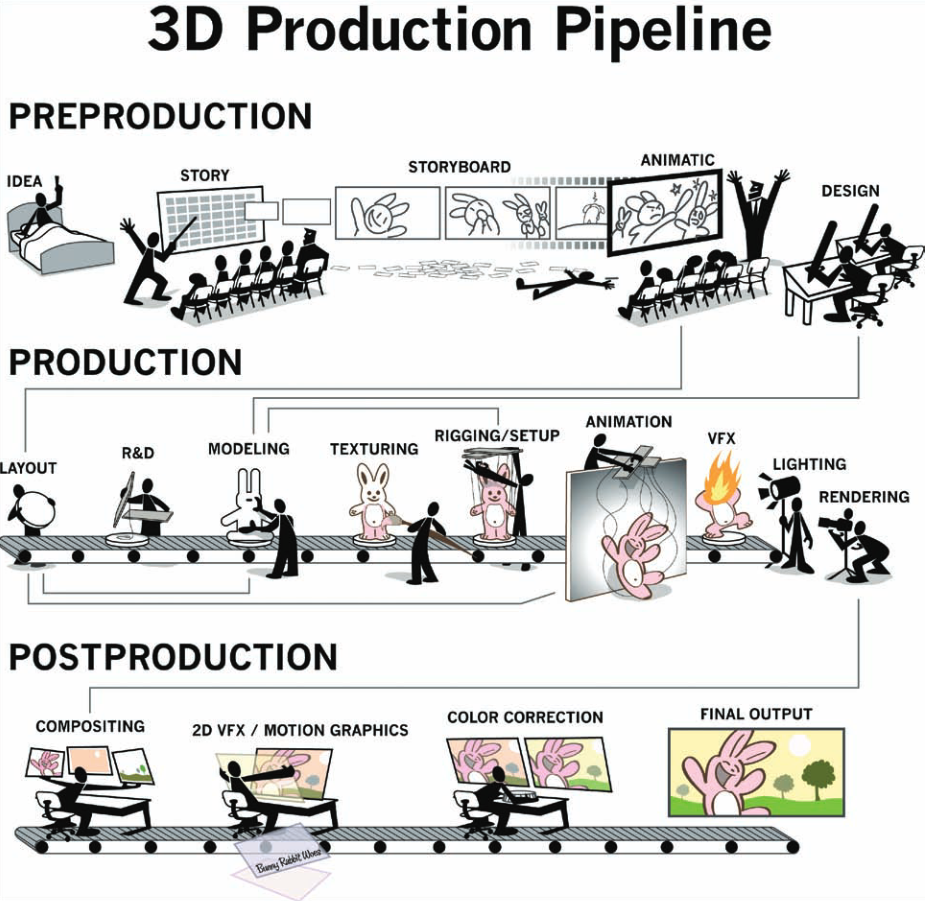 3D Production Pipeline
PREPRODUCTION
IDEA
STORY
STORYBOARD
ANIMATIC
DESIGN
PRODUCTION
LAYOUT
R&D
MODELING
TEXTURING
RIGGING/SETUP
ANIMATION
VFX
LIGHTING
RENDERING
POSTPRODUCTION
COMPOSITING
2D VFX / MOTION GRAPHICS
COLOR CORRECTION
FINAL OUTPUT
Bunny Rabbit Woes